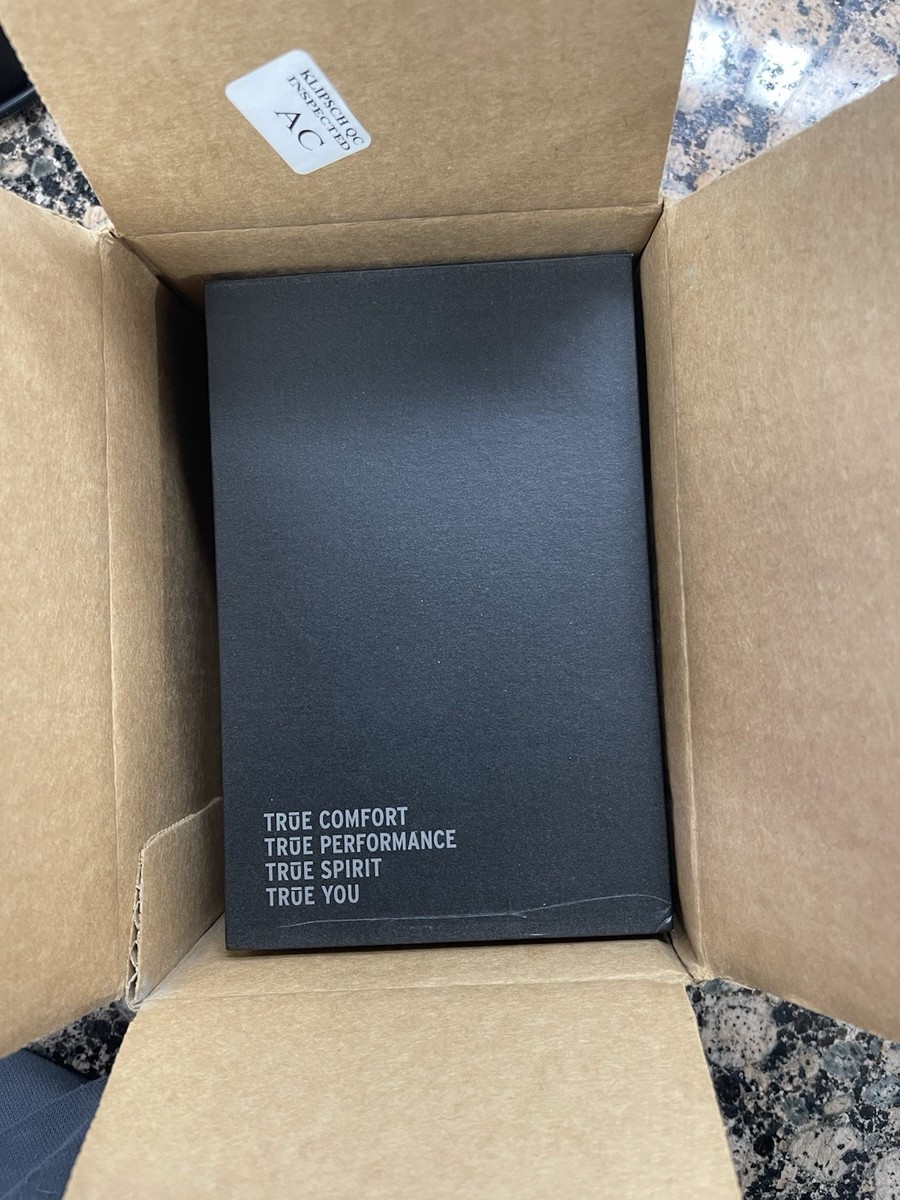 KLIPSCH QC
INSPECTED
AC
TRŪE COMFORT
TRŪE PERFORMANCE
TRŪE SPIRIT
TRŪE YOU